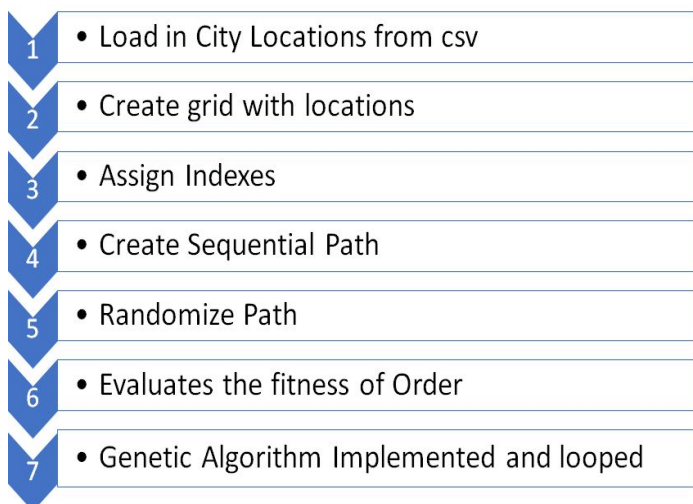 1 • Load in City Locations from csv
2 • Create grid with locations
3 • Assign Indexes
4 • Create Sequential Path
5 • Randomize Path
6 • Evaluates the fitness of Order
7 • Genetic Algorithm Implemented and looped